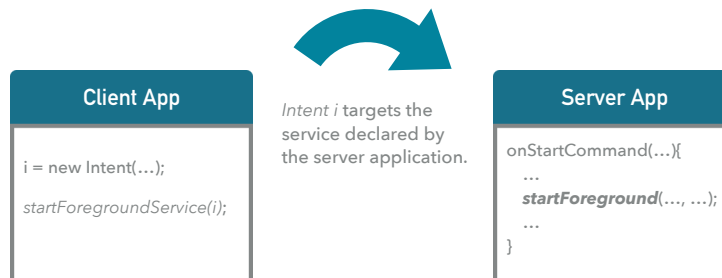 Client App
i = new Intent(...);
startForegroundService(i);
Intent i targets the
service declared by
the server application.
Server App
onStartCommand(...){
...
startForeground(..., ...);
...
}